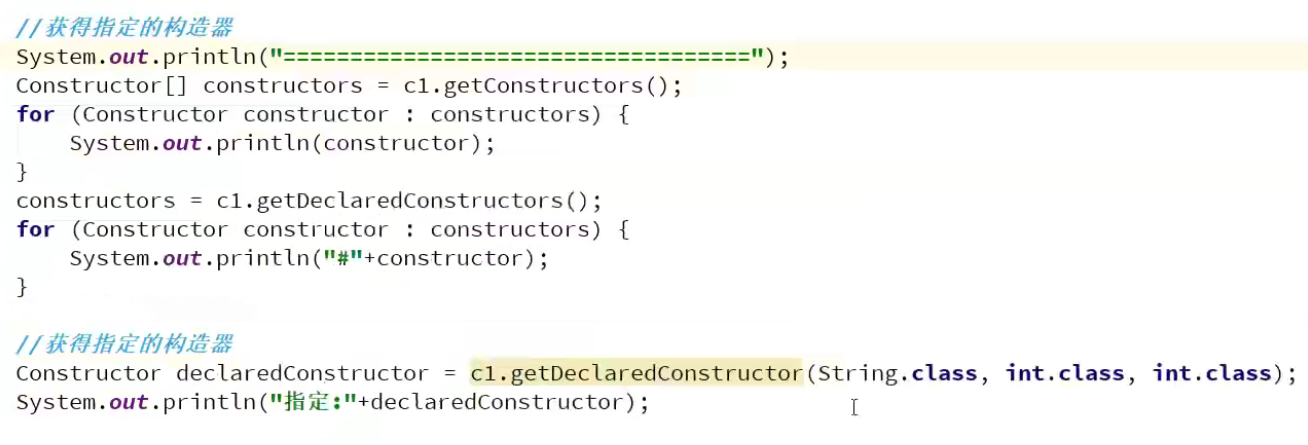 //获得指定的构造器
System.out.println("===================================");
Constructor[] constructors = c1.getConstructors();
for (Constructor constructor : constructors) {
    System.out.println(constructor);
}
constructors = c1.getDeclaredConstructors();
for (Constructor constructor : constructors) {
    System.out.println("#"+constructor);
}
//获得指定的构造器
Constructor declaredConstructor = c1.getDeclaredConstructor(String.class, int.class, int.class);
System.out.println("指定:"+declaredConstructor);